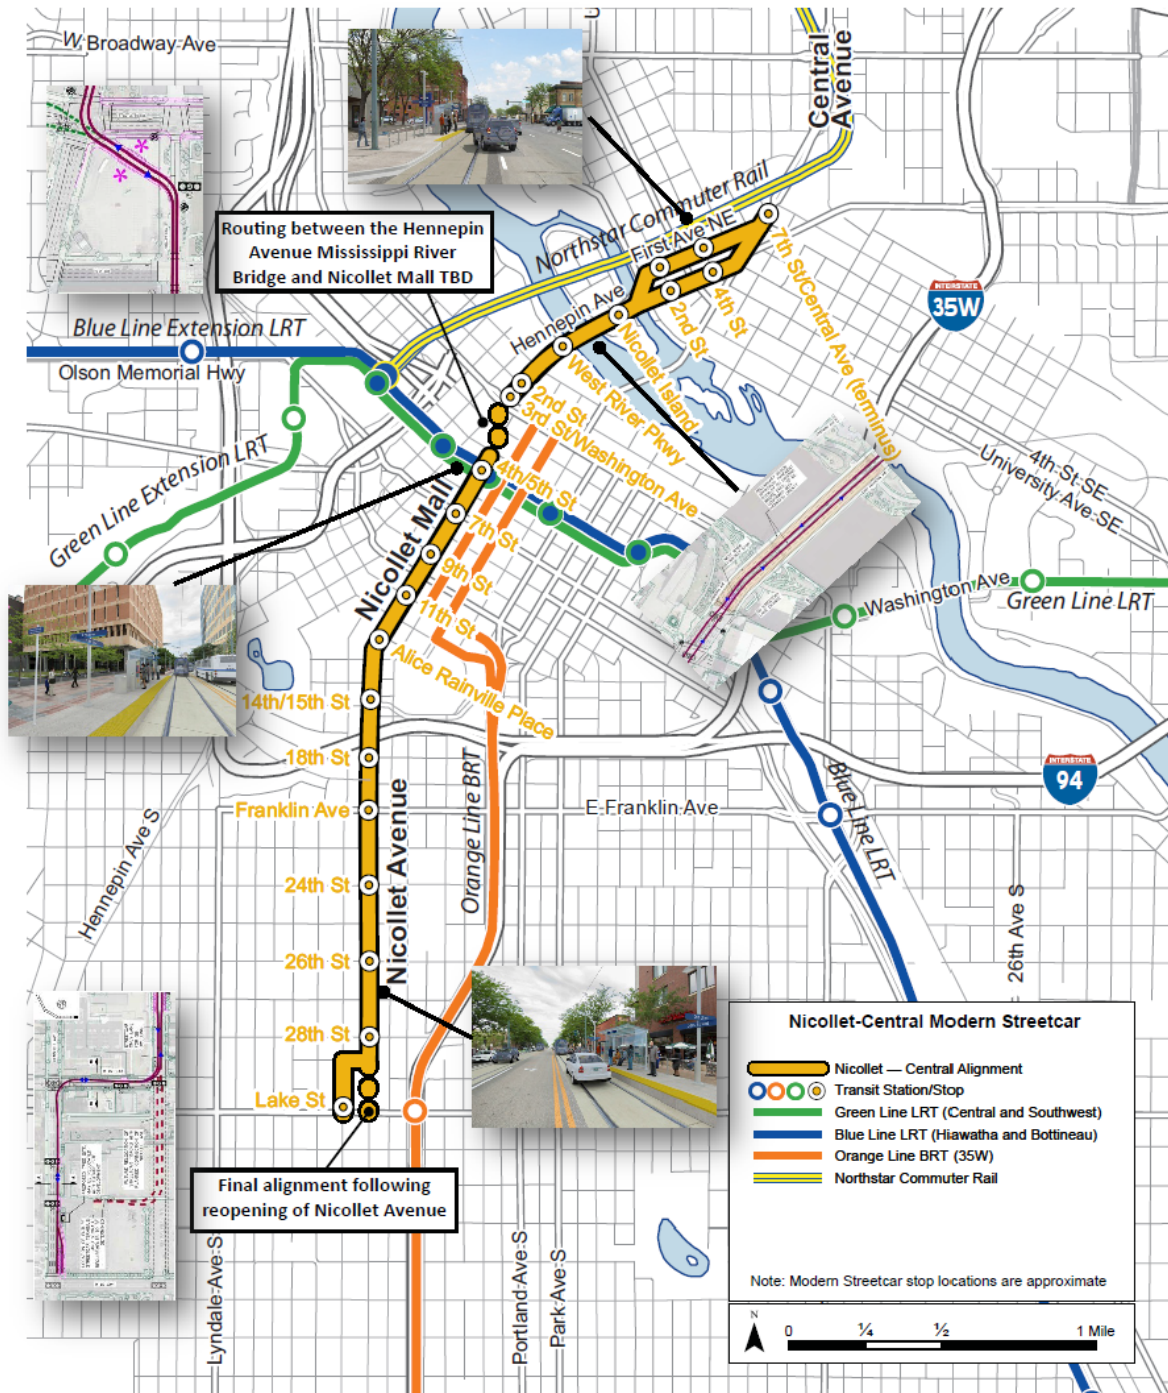 W Broadway Ave
Central
Avenue
Northstar Commuter Rail
First Ave NE
Routing between the Hennepin
Avenue Mississippi River
Bridge and Nicollet Mall TBD
INTERSTATE
35W
Blue Line Extension LRT
Olson Memorial Hwy
Hennepin Ave
7th St/Central Ave (terminus)
4th St
2nd St
Nicollet Island
West River Pkwy
2nd St
3rd St/Washington Ave
4th/5th St
Green Line Extension LRT
4th St SE
University Ave SE
Nicollet Mall
7th St
9th St
11th St
Washington Ave
Green Line LRT
Alice Rainville Place
14th/15th St
18th St
INTERSTATE
94
Blue Line LRT
Orange Line BRT
Franklin Ave
E Franklin Ave
Nicollet Avenue
Hennepin Ave S
24th St
26th St
26th Ave S
28th St
Lake St
Final alignment following
reopening of Nicollet Avenue
Lyndale Ave S
Portland Ave S
Park Ave S
Nicollet-Central Modern Streetcar
Nicollet — Central Alignment
Transit Station/Stop
Green Line LRT (Central and Southwest)
Blue Line LRT (Hiawatha and Bottineau)
Orange Line BRT (35W)
Northstar Commuter Rail
Note: Modern Streetcar stop locations are approximate
N
0 ¼ ½ 1 Mile